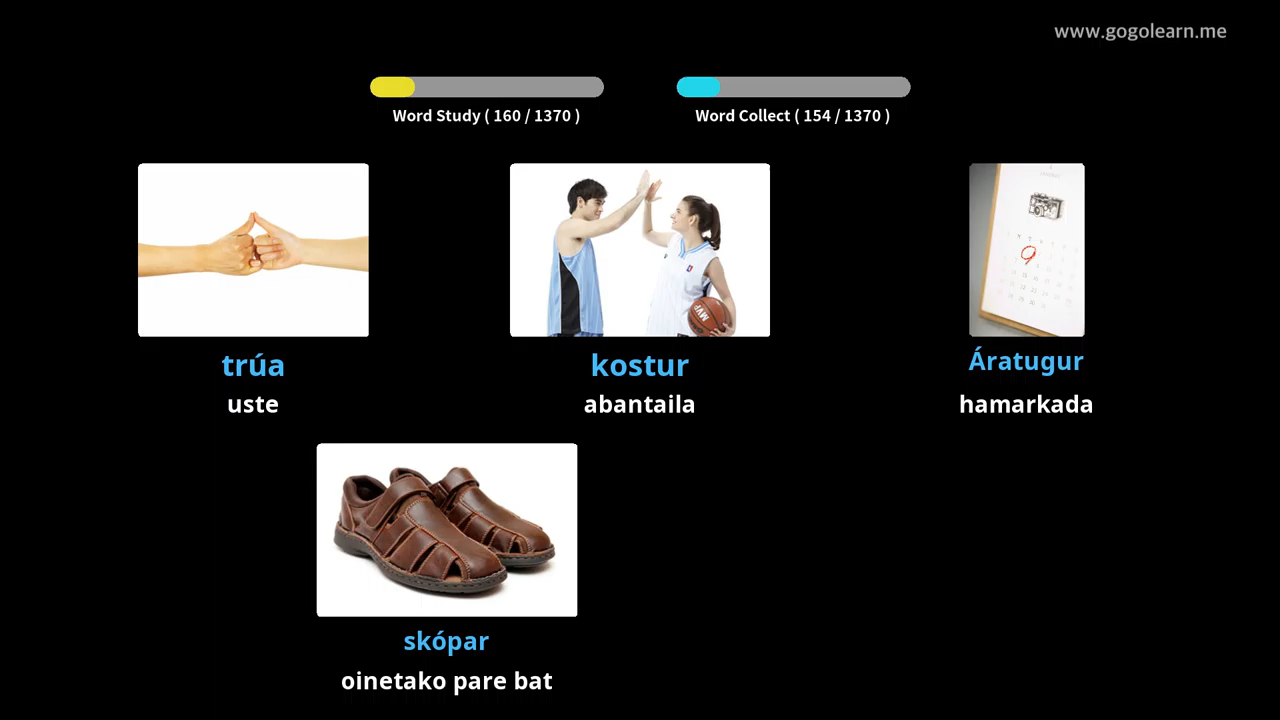 www.gogolearn.me
Word Study ( 160 / 1370 )
Word Collect ( 154 / 1370 )
MVP
trúa
kostur
Áratugur
uste
abantaila
hamarkada
skópar
oinetako pare bat